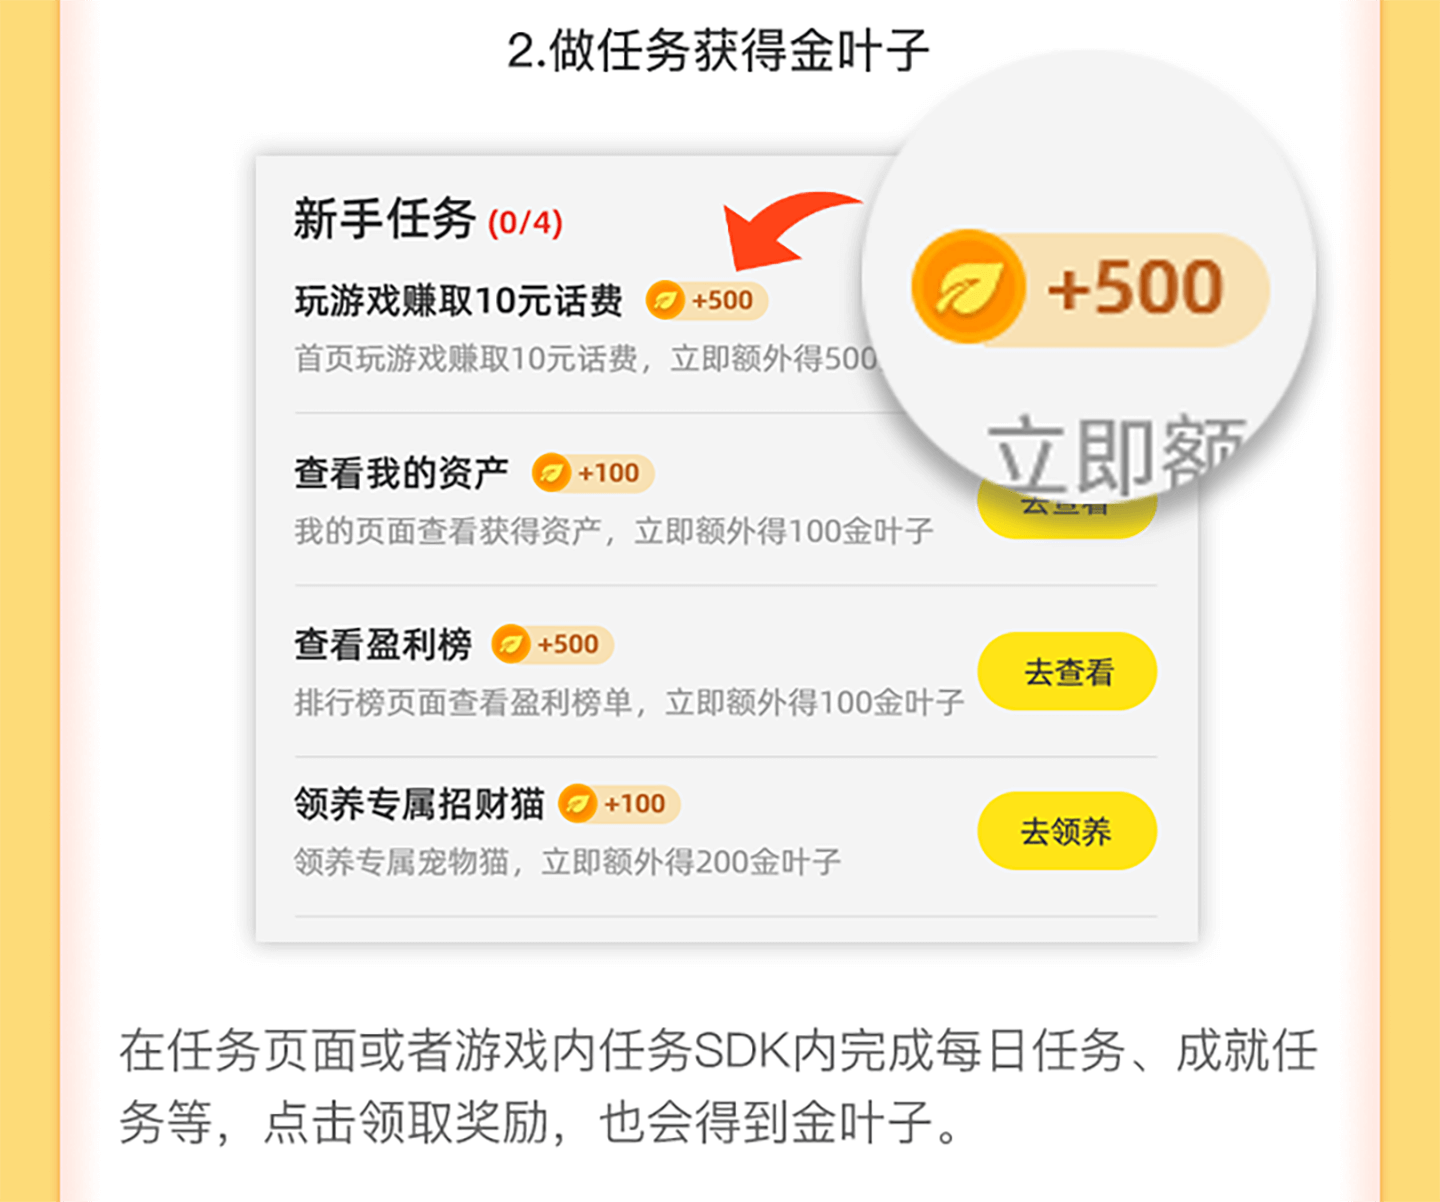 2.做任务获得金叶子
新手任务 (0/4)
玩游戏赚取10元话费 +500
首页玩游戏赚取10元话费，立即额外得500
+500
立即额
查看我的资产 +100
我的页面查看获得资产，立即额外得100金叶子
去查看
查看盈利榜 +500
排行榜页面查看盈利榜单，立即额外得100金叶子
去查看
领养专属招财猫 +100
领养专属宠物猫，立即额外得200金叶子
去领养
在任务页面或者游戏内任务SDK内完成每日任务、成就任
务等，点击领取奖励，也会得到金叶子。